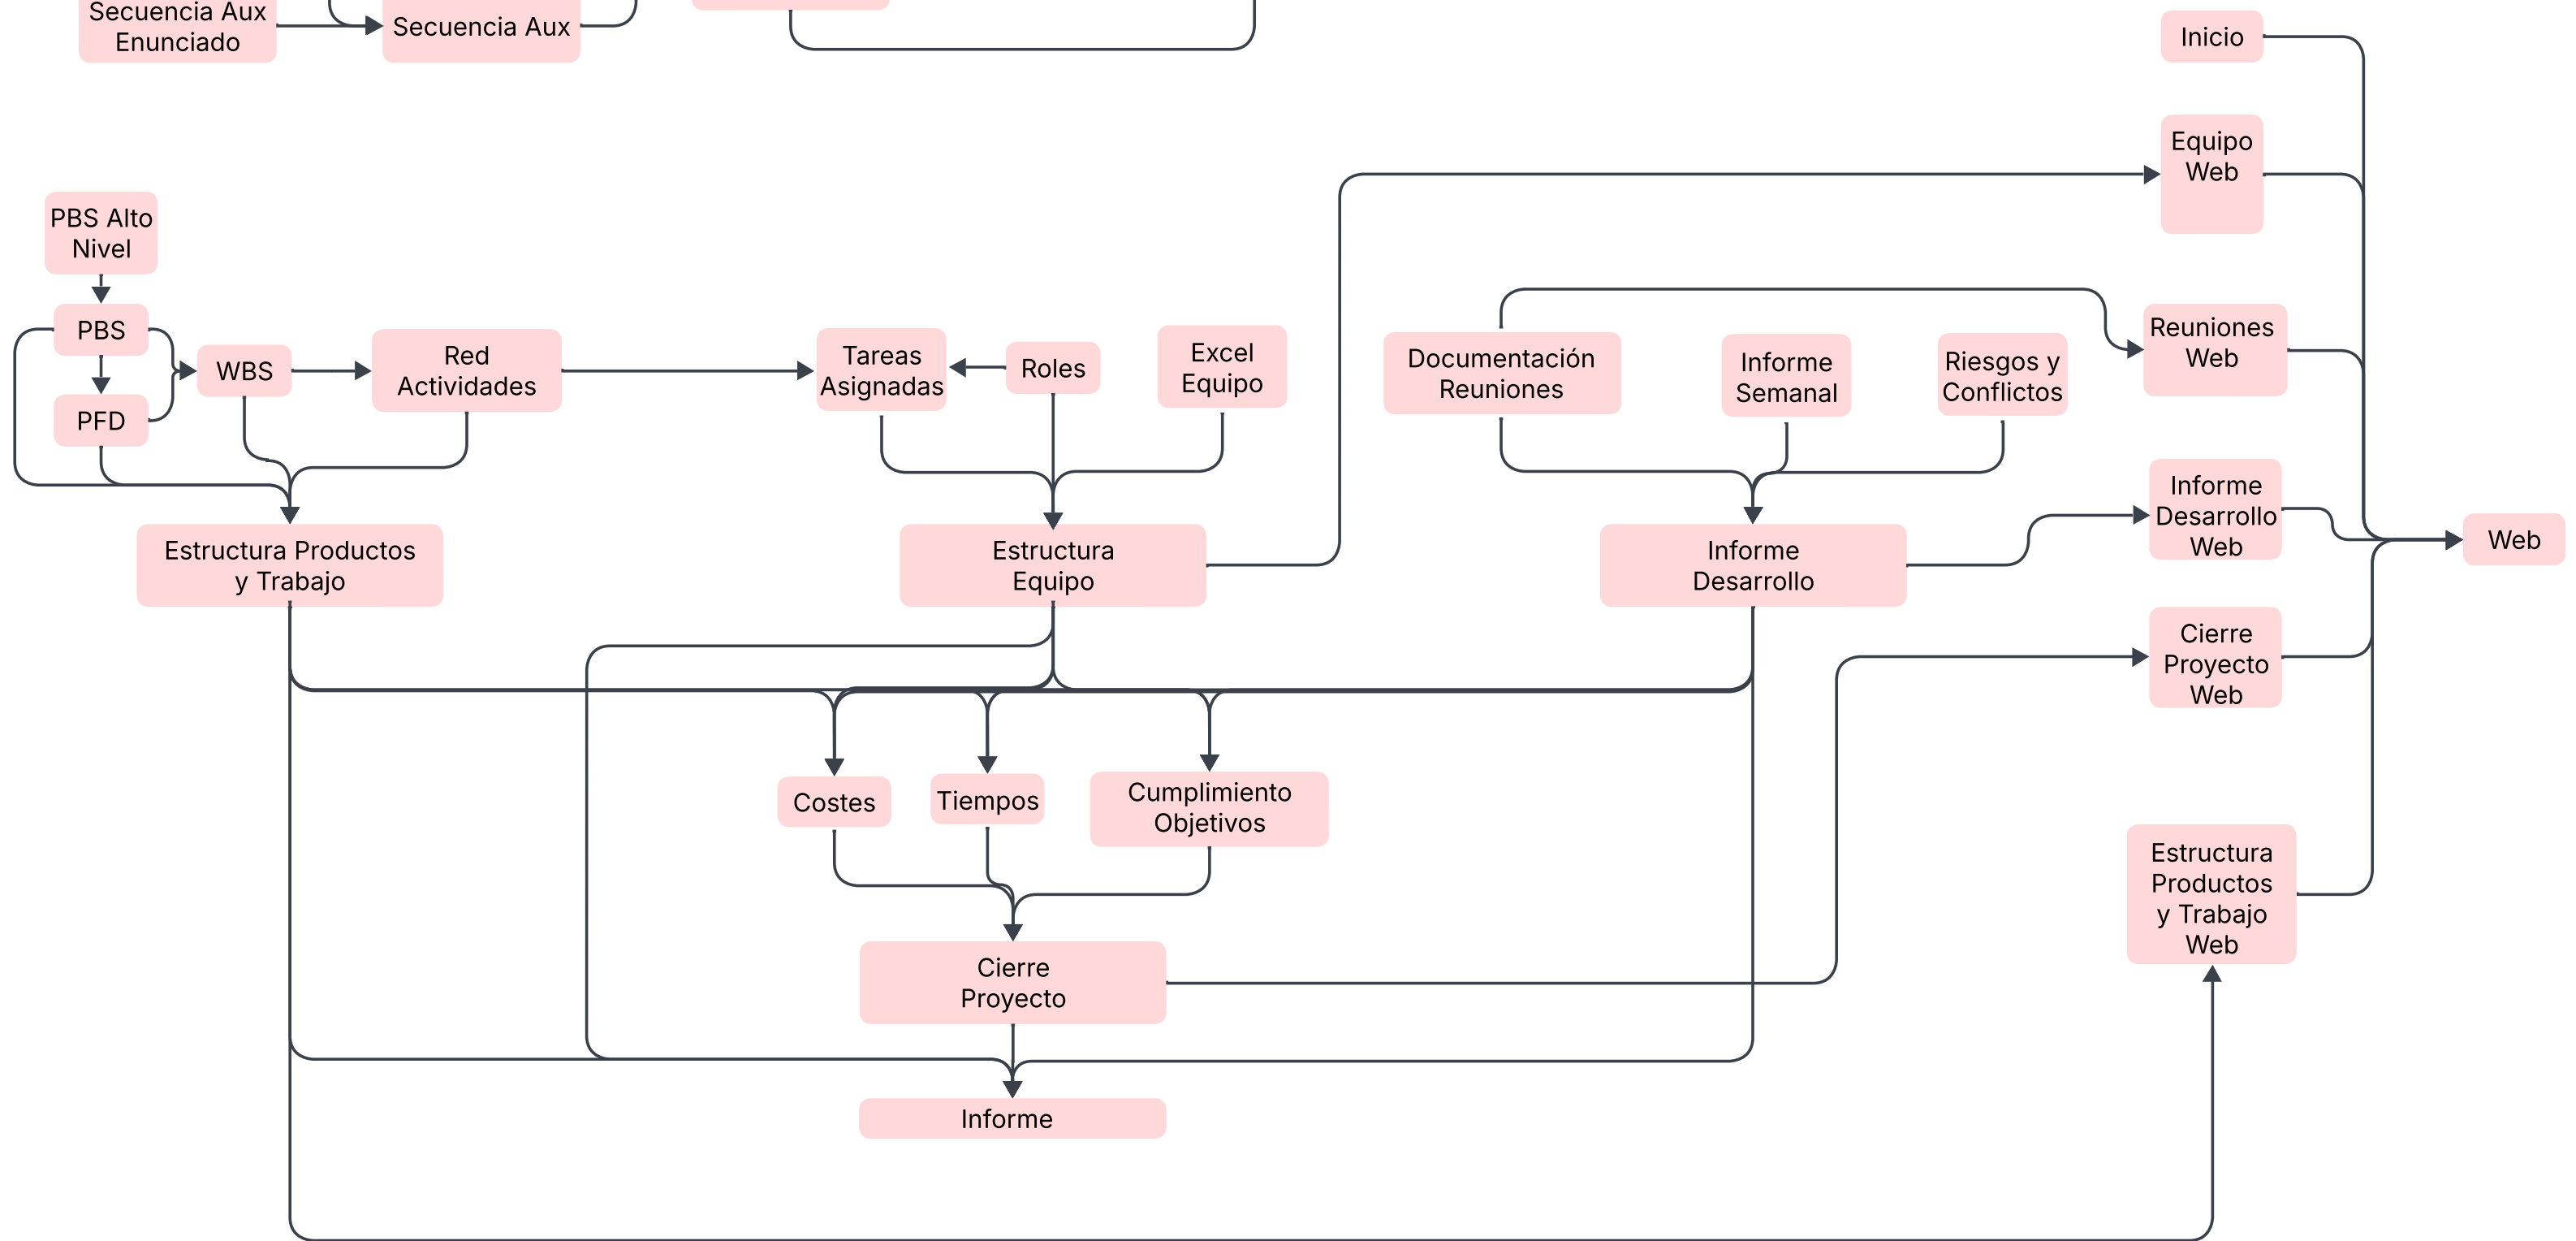 Secuencia Aux
Enunciado
Secuencia Aux
Inicio
Equipo
Web
PBS Alto
Nivel
PBS
PFD
WBS
Red
Actividades
Tareas
Asignadas
Roles
Excel
Equipo
Documentación
Reuniones
Informe
Semanal
Riesgos y
Conflictos
Reuniones
Web
Estructura Productos
y Trabajo
Estructura
Equipo
Informe
Desarrollo
Informe
Desarrollo
Web
Web
Cierre
Proyecto
Web
Costes
Tiempos
Cumplimiento
Objetivos
Estructura
Productos
y Trabajo
Web
Cierre
Proyecto
Informe